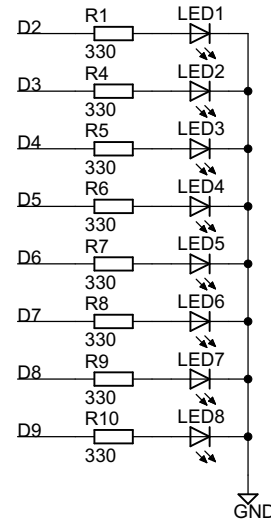 D2 R1 LED1
330
D3 R4 LED2
330
D4 R5 LED3
330
D5 R6 LED4
330
D6 R7 LED5
330
D7 R8 LED6
330
D8 R9 LED7
330
D9 R10 LED8
330
GND